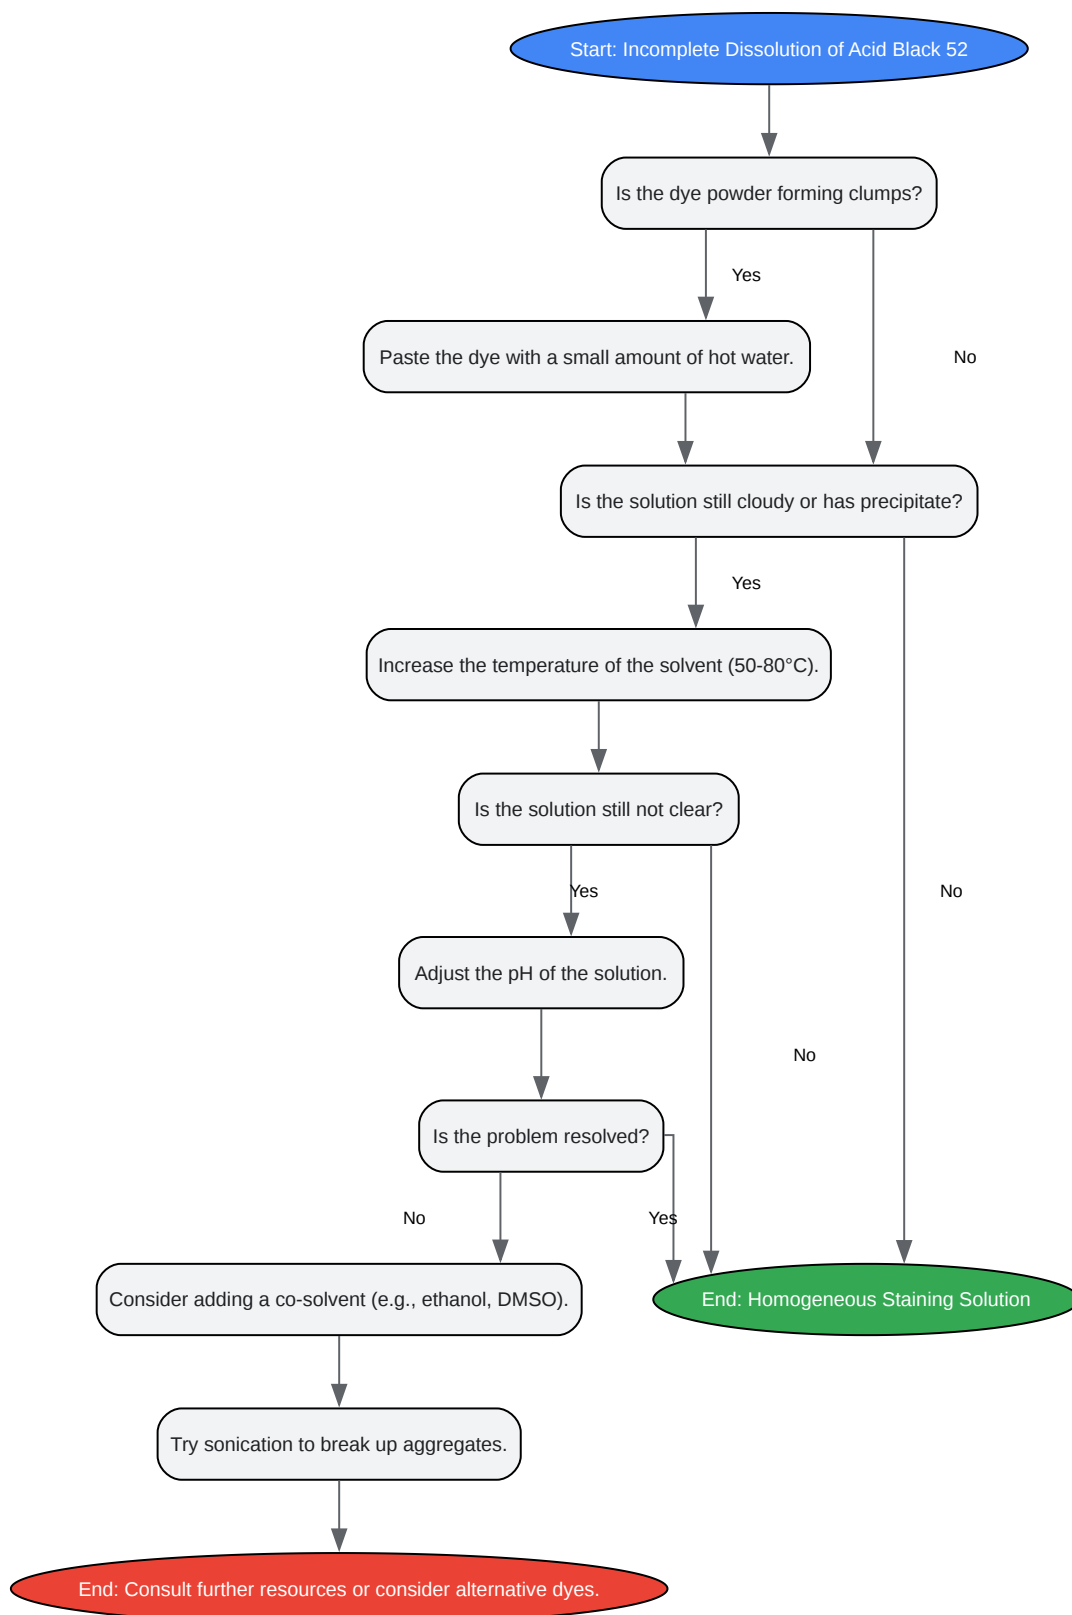 Start: Incomplete Dissolution of Acid Black 52
Is the dye powder forming clumps?
Yes
Paste the dye with a small amount of hot water.
No
Is the solution still cloudy or has precipitate?
Yes
Increase the temperature of the solvent (50-80°C).
Is the solution still not clear?
Yes
No
Adjust the pH of the solution.
No
Is the problem resolved?
No
Yes
Consider adding a co-solvent (e.g., ethanol, DMSO).
End: Homogeneous Staining Solution
Try sonication to break up aggregates.
End: Consult further resources or consider alternative dyes.